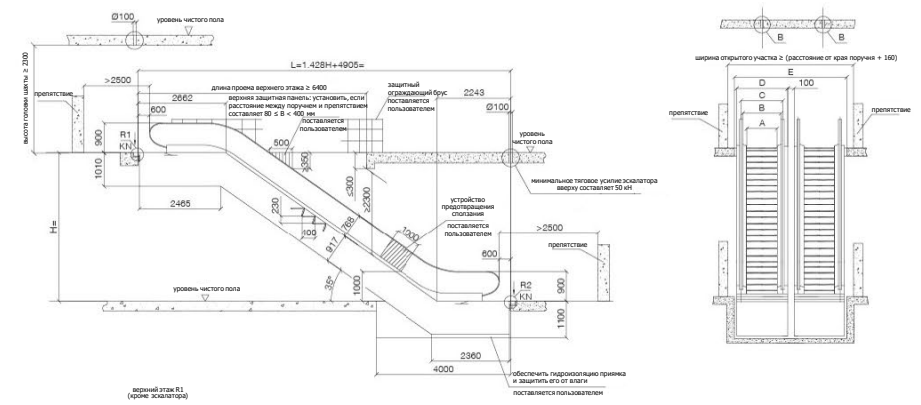 Ø100
уровень чистого пола
высота головки шахты ≥ 2300
L=1.428H+4905=
>2500
длина проема верхнего этажа ≥ 6400
2662
верхняя защитная панель: установить, если
расстояние между поручнем и препятствием
составляет 80 ≤ B < 400 мм
поставляется
пользователем
защитный
ограждающий брус
поставляется
пользователем
2243
Ø100
препятствие
600
900
R1
KN
1010
500
≥350
≤300
≥2300
уровень
чистого пола
минимальное тяговое усилие эскалатора
вверху составляет 50 кН
2465
H=
230
100
устройство
предотвращения
сползания
поставляется
пользователем
768
917
1000
35°
1000
600
>2500
препятствие
уровень чистого пола
R2
KN
900
1100
2360
4000
обеспечить гидроизоляцию приямка
и защитить его от влаги
поставляется пользователем
верхний этаж R1
(кроме эскалатора)
B
B
ширина открытого участка ≥ (расстояние от края поручня + 160)
E
D
100
C
B
A
препятствие
препятствие